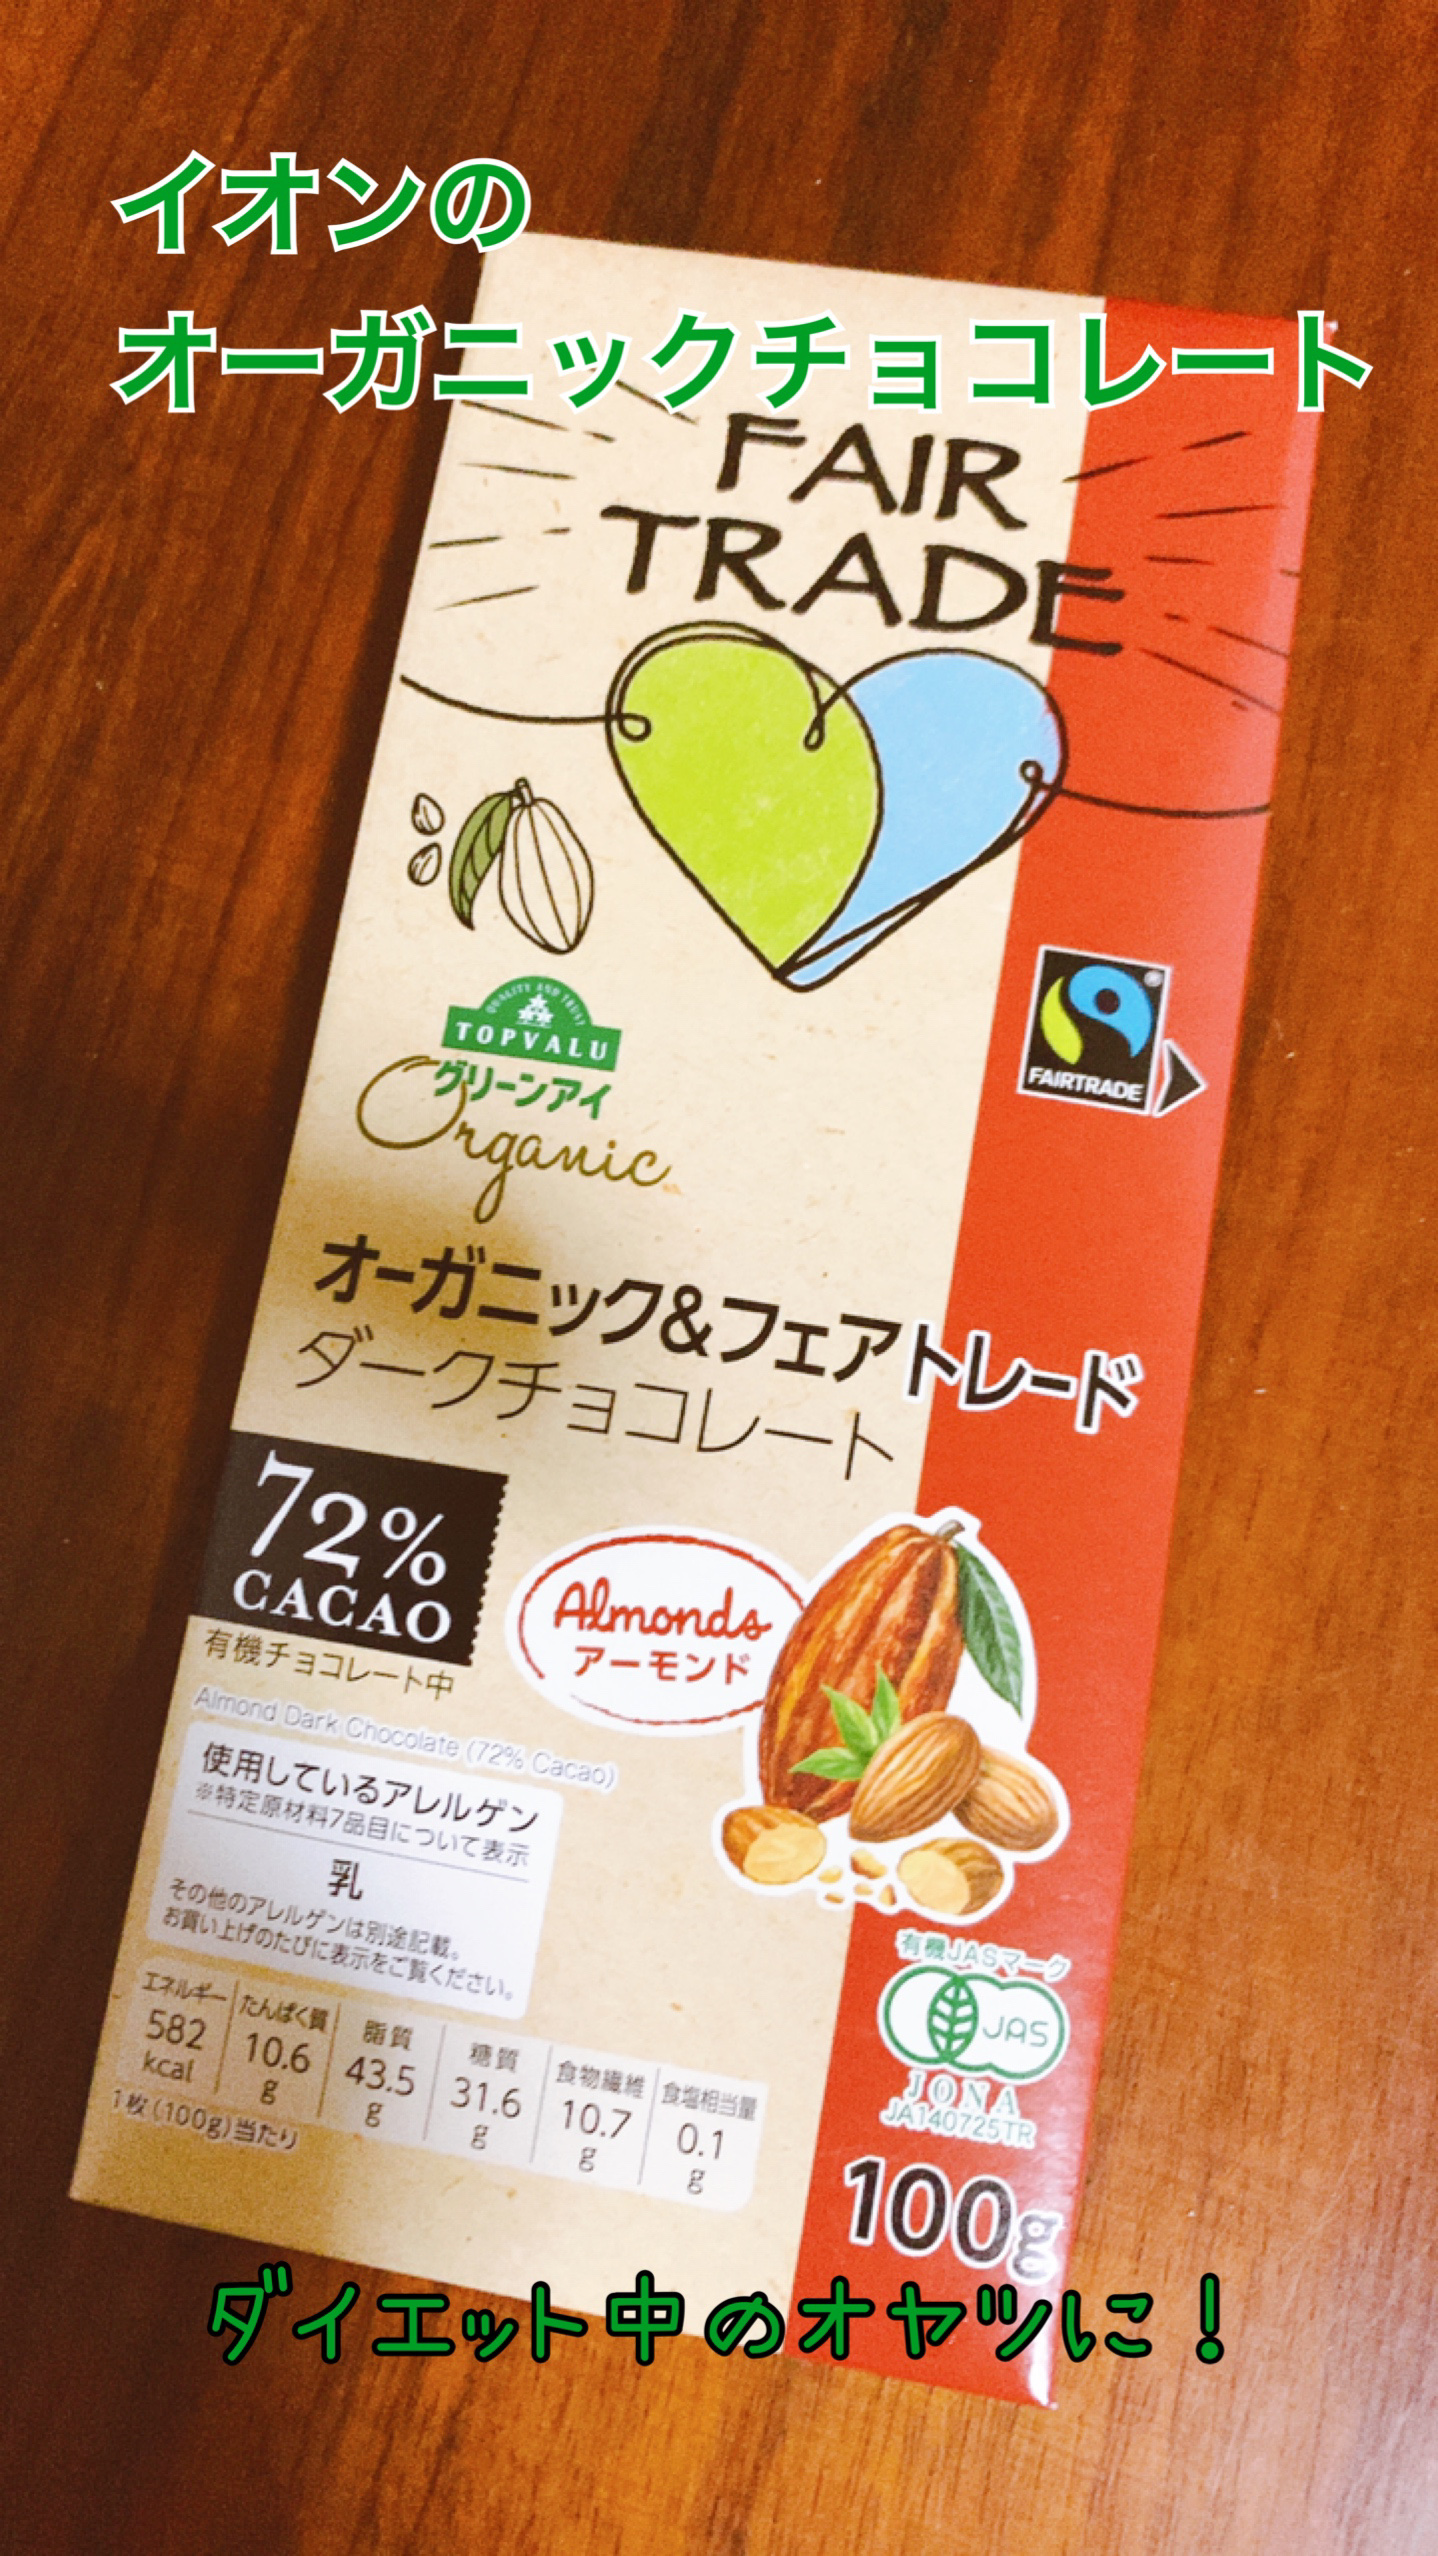 イオンの
オーガニックチョコレート
FAIR
TRADE
QUALITY AND TRUST
TOPVALU
グリーンアイ
Organic
FAIRTRADE
オーガニック&フェアトレード
ダークチョコレート
72%
CACAO
有機チョコレート中
Almonds
アーモンド
Almond Dark Chocolate (72% Cacao)
使用しているアレルゲン
※特定原材料7品目について表示
乳
その他のアレルゲンは別途記載。
お買い上げのたびに表示をご覧ください。
エネルギー たんぱく質 脂質 糖質 食物繊維 食塩相当量
582 10.6 43.5 31.6 10.7 0.1
kcal g g g g g
1枚(100g)当たり
有機JASマーク
JAS
JONA
JA140725TR
100g
ダイエット中のオヤツに!